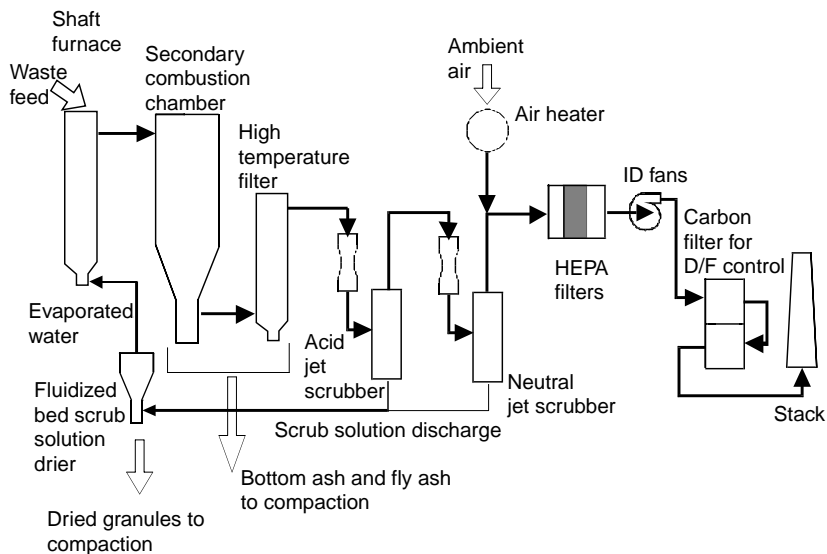 Shaft
furnace
Waste
feed
Secondary
combustion
chamber
High
temperature
filter
Ambient
air
Air heater
ID fans
Carbon
filter for
D/F control
HEPA
filters
Evaporated
water
Acid
jet
scrubber
Neutral
jet scrubber
Stack
Fluidized
bed scrub
solution
drier
Scrub solution discharge
Bottom ash and fly ash
to compaction
Dried granules to
compaction